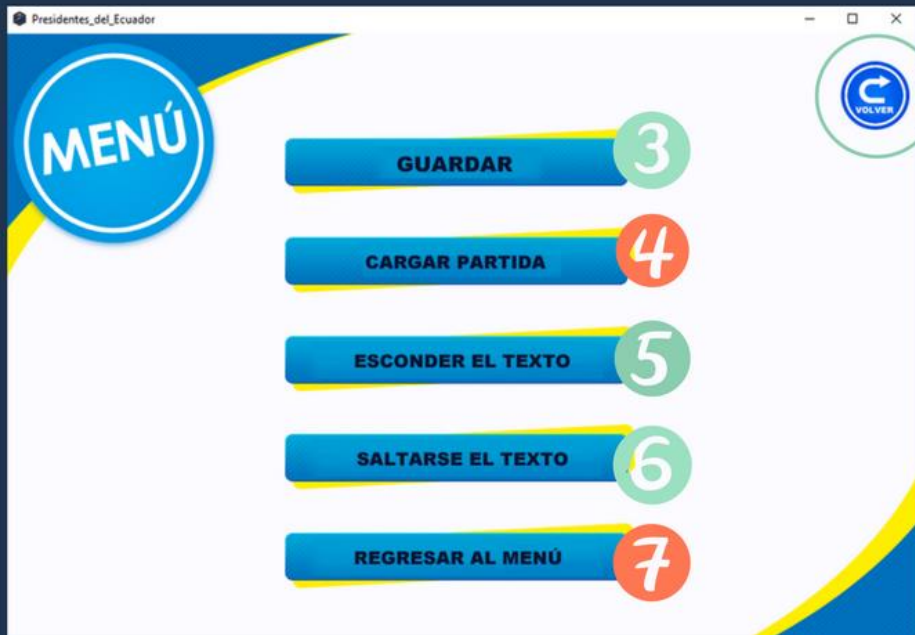 Presidentes_del_Ecuador
MENÚ
VOLVER
GUARDAR 3
CARGAR PARTIDA 4
ESCONDER EL TEXTO 5
SALTARSE EL TEXTO 6
REGRESAR AL MENÚ 7